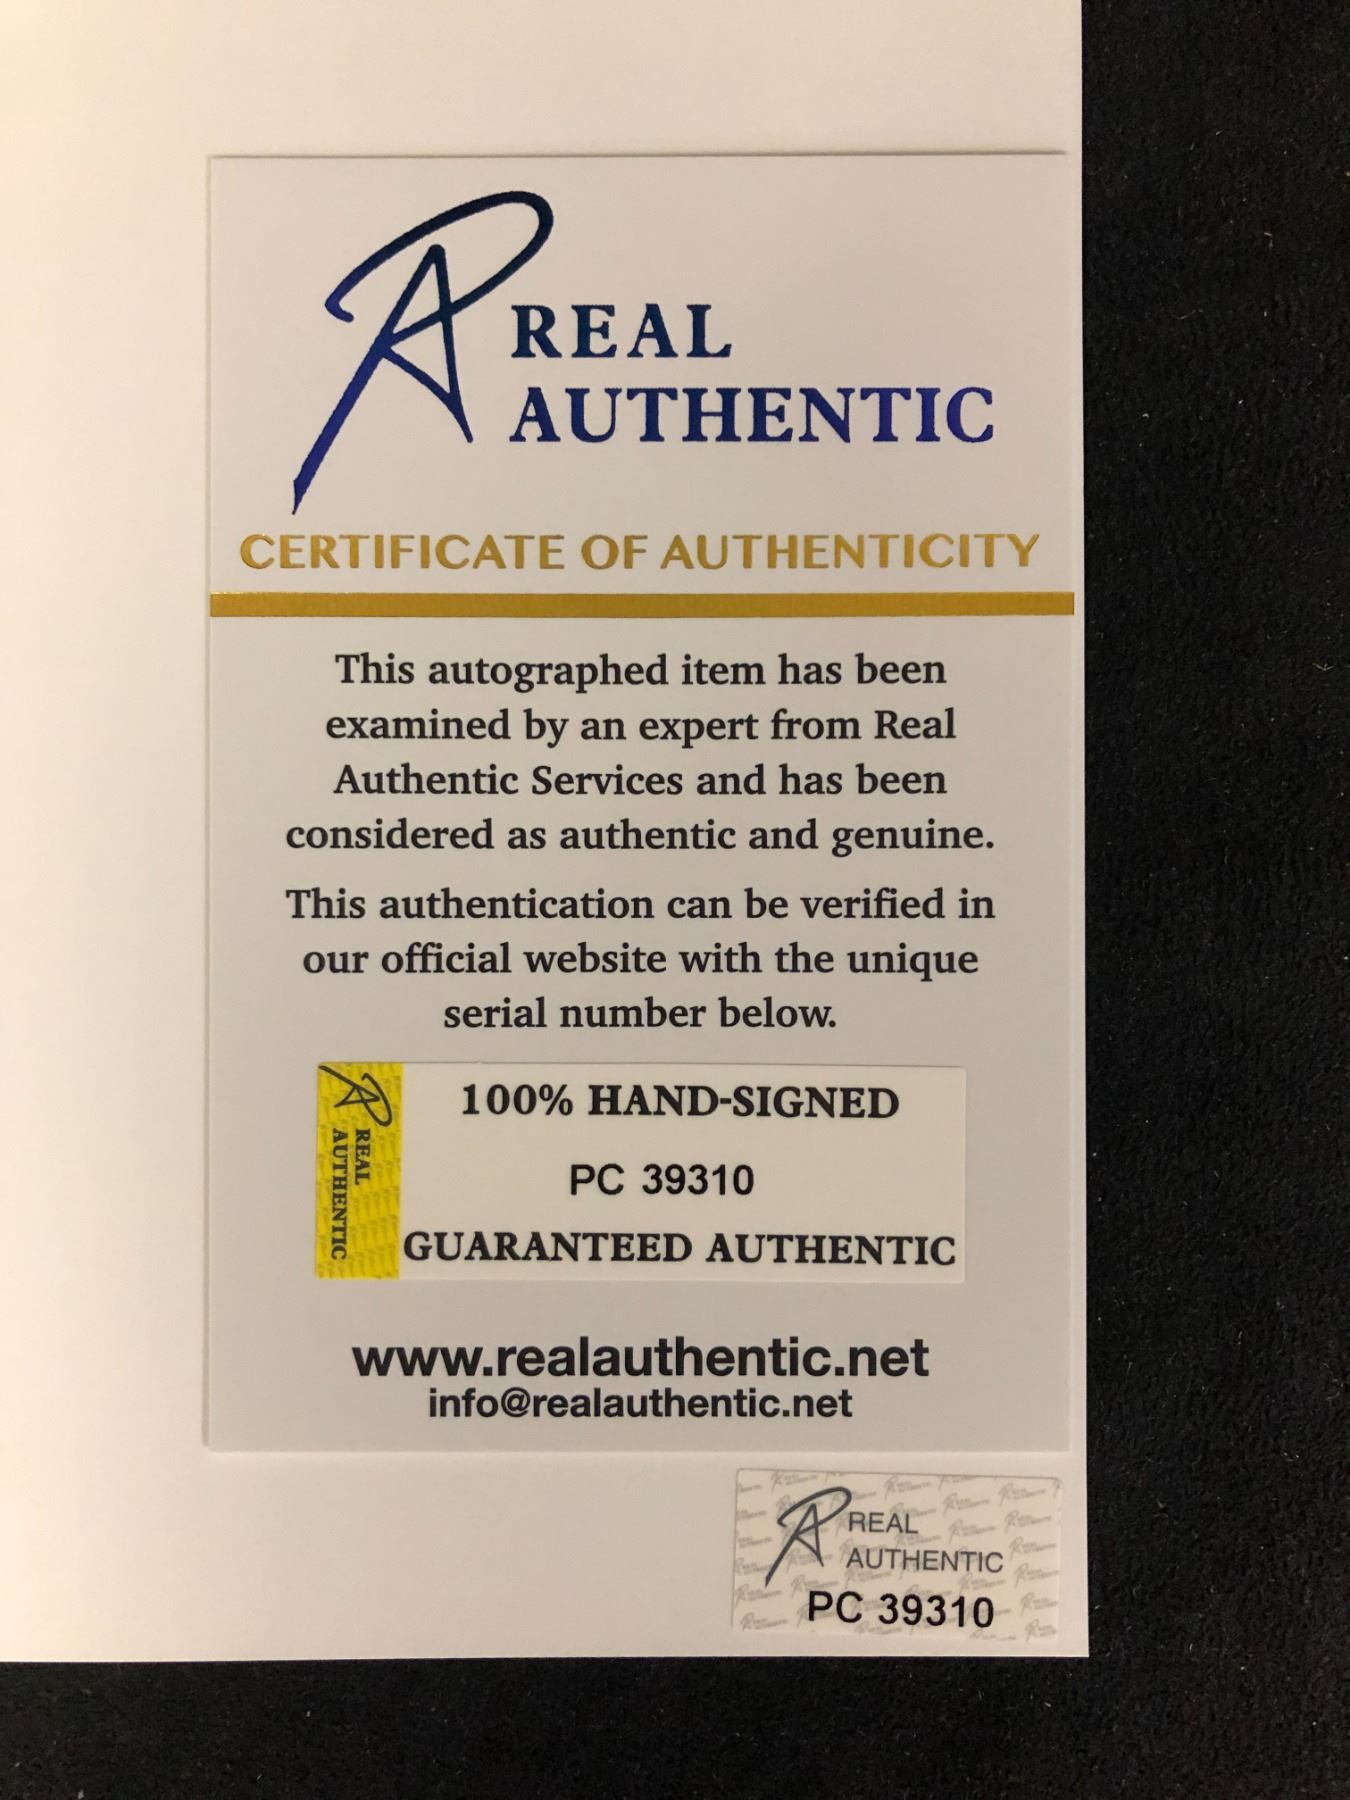 REAL
AUTHENTIC
CERTIFICATE OF AUTHENTICITY
This autographed item has been
examined by an expert from Real
Authentic Services and has been
considered as authentic and genuine.
This authentication can be verified in
our official website with the unique
serial number below.
REAL
AUTHENTIC
100% HAND-SIGNED
PC 39310
GUARANTEED AUTHENTIC
www.realauthentic.net
info@realauthentic.net
REAL
AUTHENTIC
PC 39310